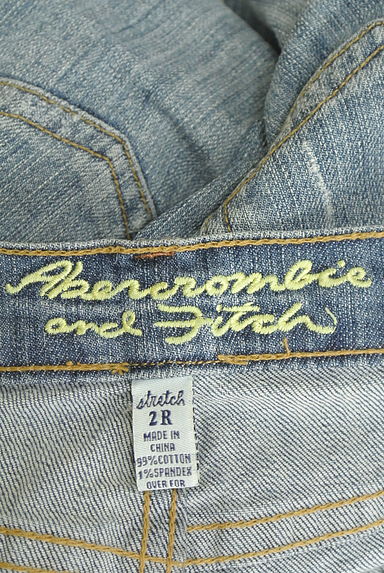 Abercrombie
and Fitch
stretch
2R
MADE IN
CHINA
99%COTTON
1%SPANDEX
OVER FOR